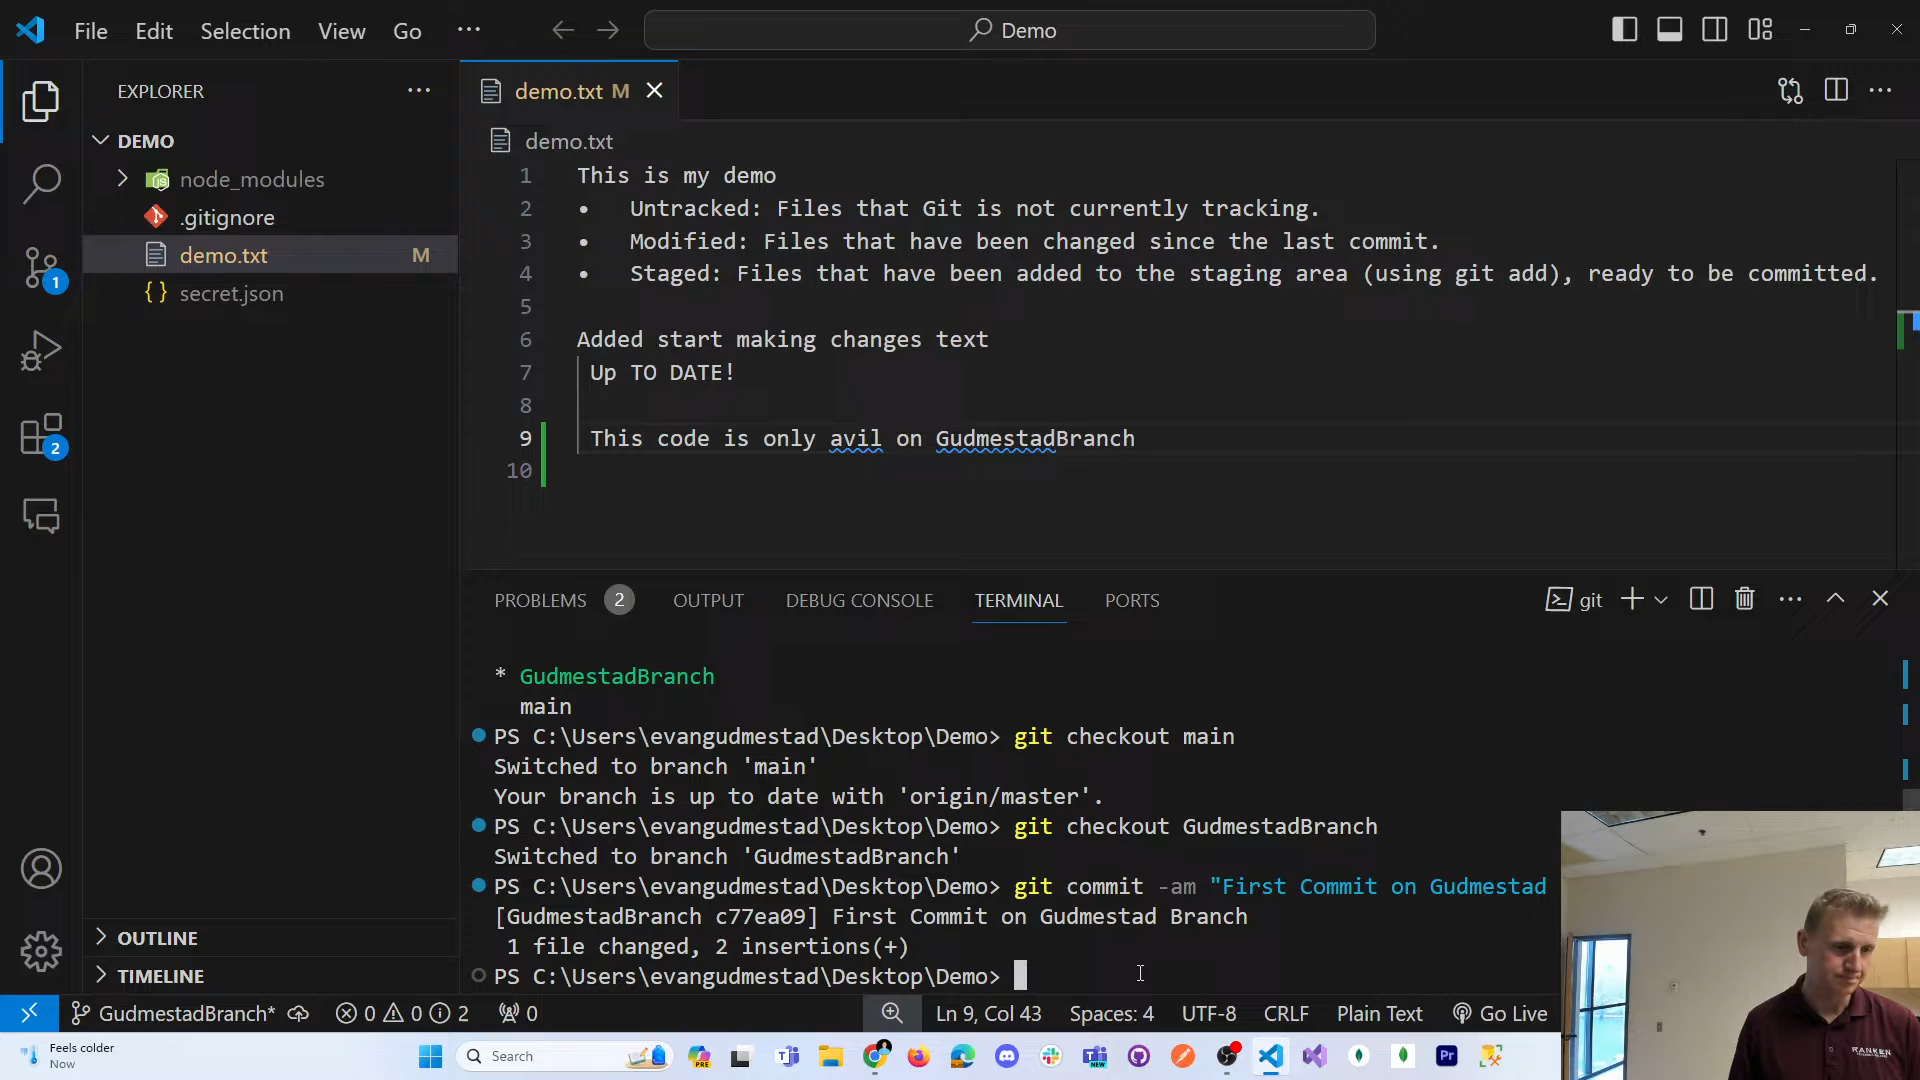 File Edit Selection View Go ··· Demo
EXPLORER ···
DEMO
node_modules
.gitignore
demo.txt M
secret.json
OUTLINE
TIMELINE
1
2
demo.txt M
demo.txt
1 This is my demo
2 • Untracked: Files that Git is not currently tracking.
3 • Modified: Files that have been changed since the last commit.
4 • Staged: Files that have been added to the staging area (using git add), ready to be committed.
5
6 Added start making changes text
7 Up TO DATE!
8
9 This code is only avil on GudmestadBranch
10
PROBLEMS 2 OUTPUT DEBUG CONSOLE TERMINAL PORTS git
* GudmestadBranch
main
PS C:\Users\evangudmestad\Desktop\Demo> git checkout main
Switched to branch 'main'
Your branch is up to date with 'origin/master'.
PS C:\Users\evangudmestad\Desktop\Demo> git checkout GudmestadBranch
Switched to branch 'GudmestadBranch'
PS C:\Users\evangudmestad\Desktop\Demo> git commit -am "First Commit on Gudmestad
[GudmestadBranch c77ea09] First Commit on Gudmestad Branch
1 file changed, 2 insertions(+)
PS C:\Users\evangudmestad\Desktop\Demo>
GudmestadBranch* 0 0 2 0 Ln 9, Col 43 Spaces: 4 UTF-8 CRLF Plain Text Go Live
Feels colder
Now
Search
PRE
NEW
Pr
RANKEN